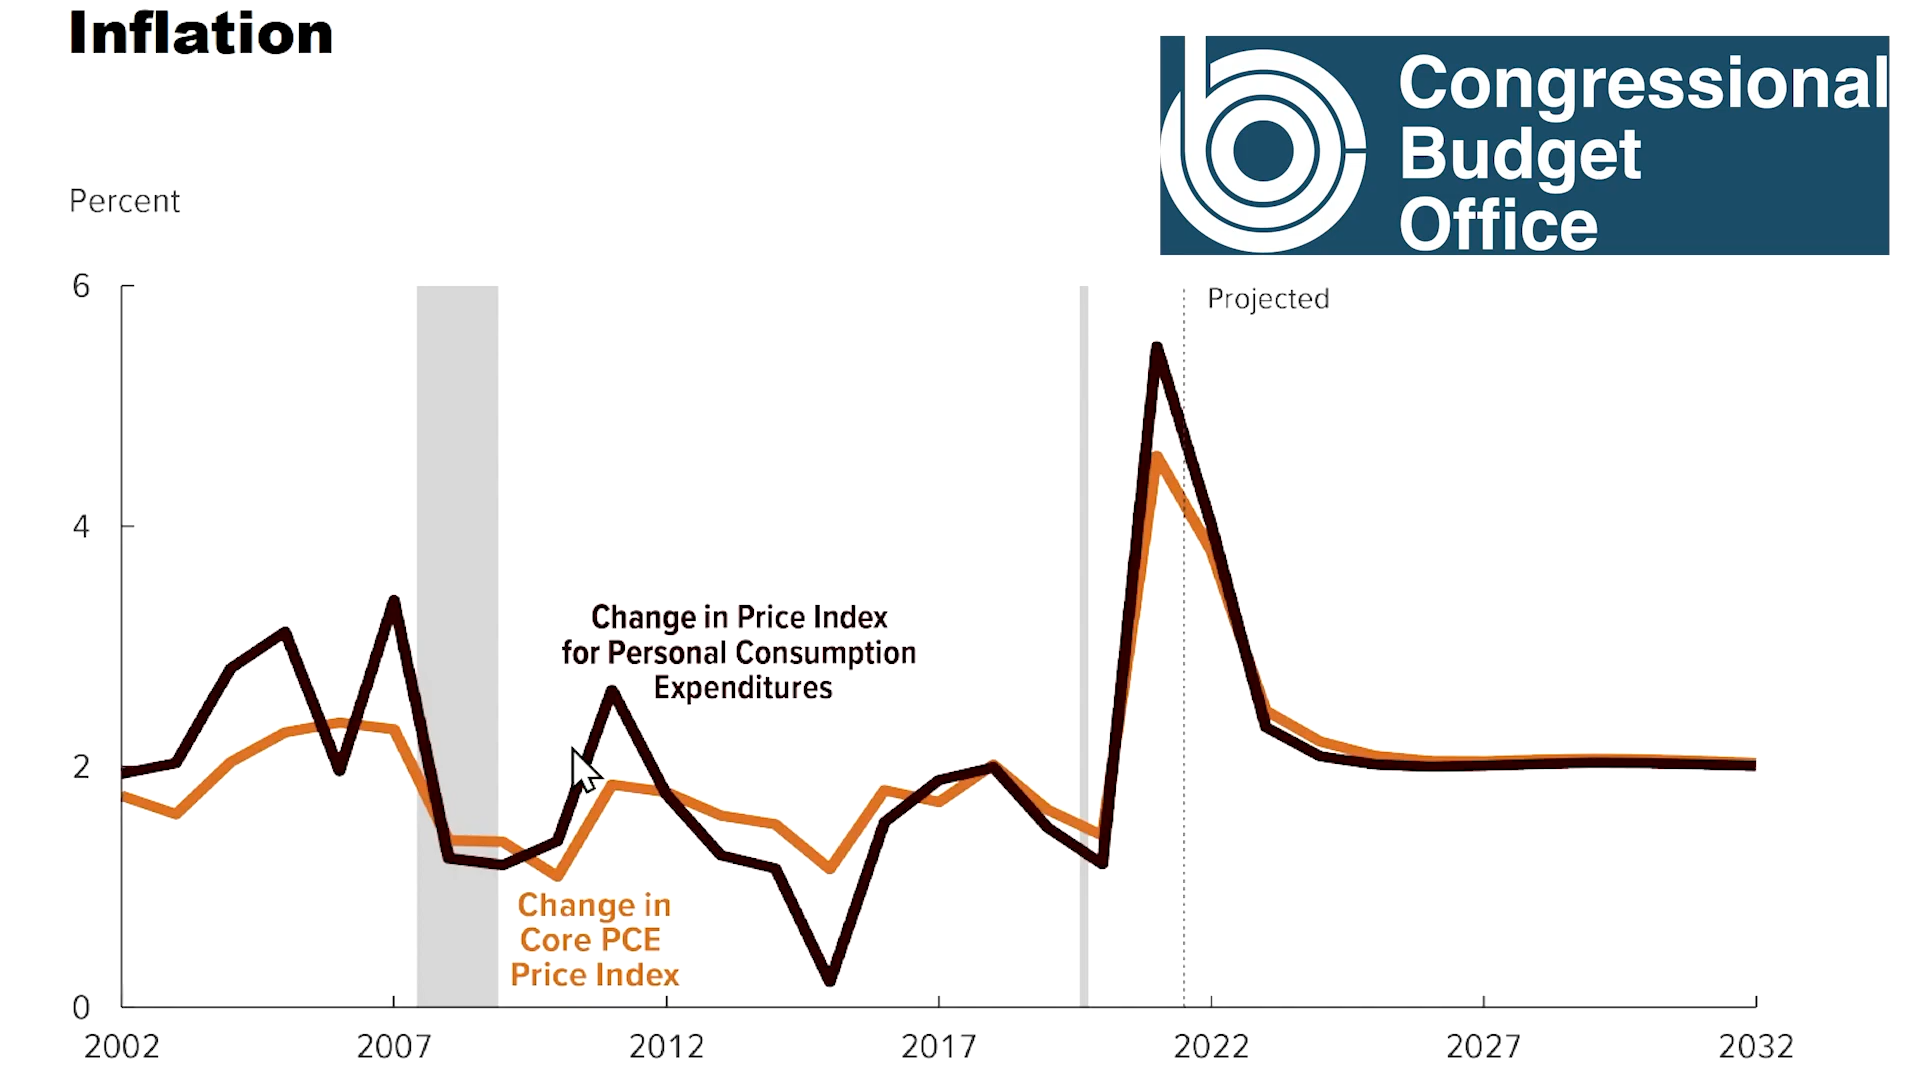 Inflation
Congressional
Budget
Office
Percent
6
Projected
4
Change in Price Index
for Personal Consumption
Expenditures
2
Change in
Core PCE
Price Index
0
2002 2007 2012 2017 2022 2027 2032